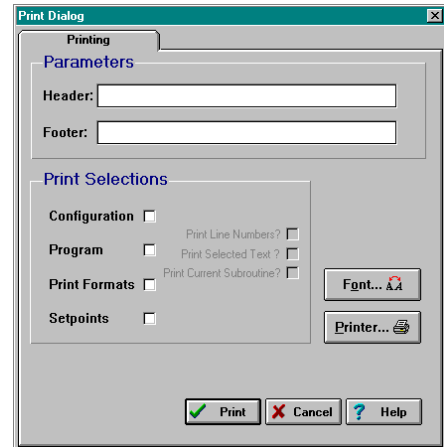 Print Dialog
Printing
Parameters
Header:
Footer:
Print Selections
Configuration
Print Line Numbers?
Program
Print Selected Text ?
Print Current Subroutine?
Print Formats
Font... AA
Setpoints
Printer...
Print
Cancel
? Help